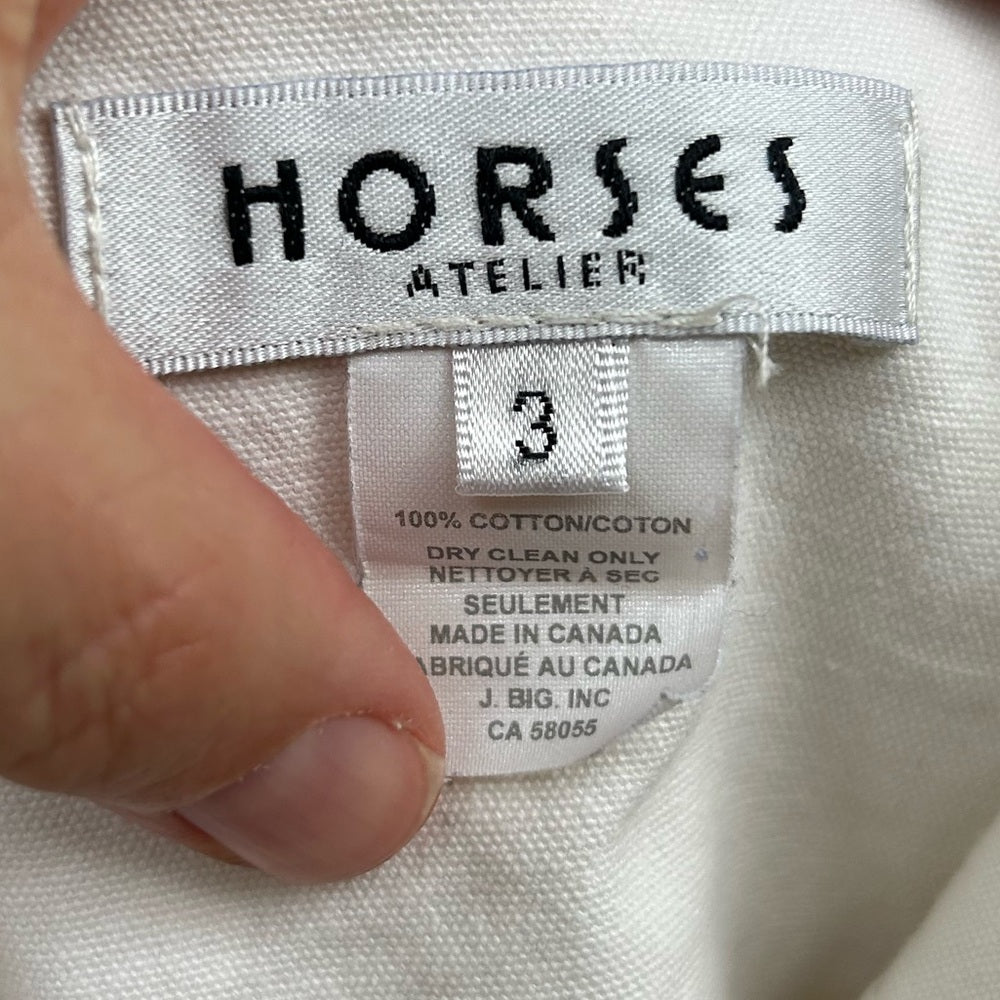 HORSES
ATELIER
3
100% COTTON/COTON
DRY CLEAN ONLY
NETTOYER À SEC
SEULEMENT
MADE IN CANADA
ABRIQUÉ AU CANADA
J. BIG. INC
CA 58055